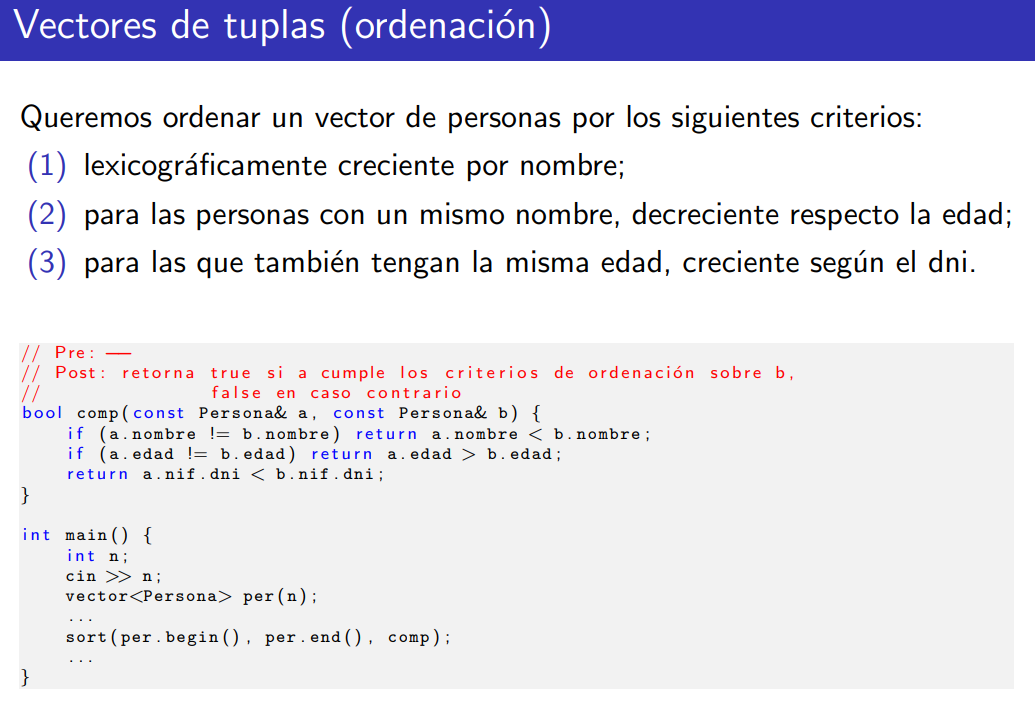 Vectores de tuplas (ordenación)
Queremos ordenar un vector de personas por los siguientes criterios:
(1) lexicográficamente creciente por nombre;
(2) para las personas con un mismo nombre, decreciente respecto la edad;
(3) para las que también tengan la misma edad, creciente según el dni.
// Pre: —
// Post: retorna true si a cumple los criterios de ordenación sobre b,
//                false en caso contrario
bool comp(const Persona& a, const Persona& b) {
    if (a.nombre != b.nombre) return a.nombre < b.nombre;
    if (a.edad != b.edad) return a.edad > b.edad;
    return a.nif.dni < b.nif.dni;
}
int main() {
    int n;
    cin >> n;
    vector<Persona> per(n);
    ...
    sort(per.begin(), per.end(), comp);
    ...
}